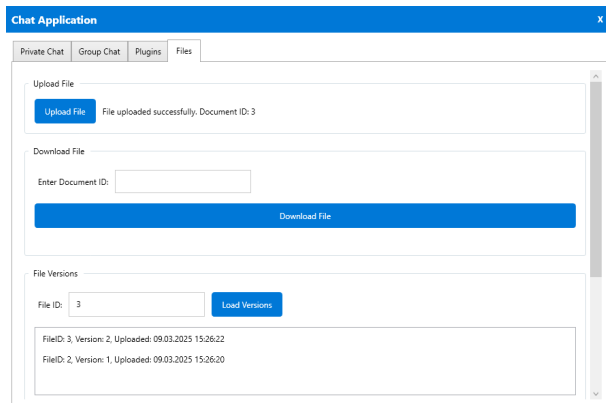 Chat Application x
Private Chat Group Chat Plugins Files
Upload File
Upload File File uploaded successfully. Document ID: 3
Download File
Enter Document ID:
Download File
File Versions
File ID: 3 Load Versions
FileID: 3, Version: 2, Uploaded: 09.03.2025 15:26:22
FileID: 2, Version: 1, Uploaded: 09.03.2025 15:26:20